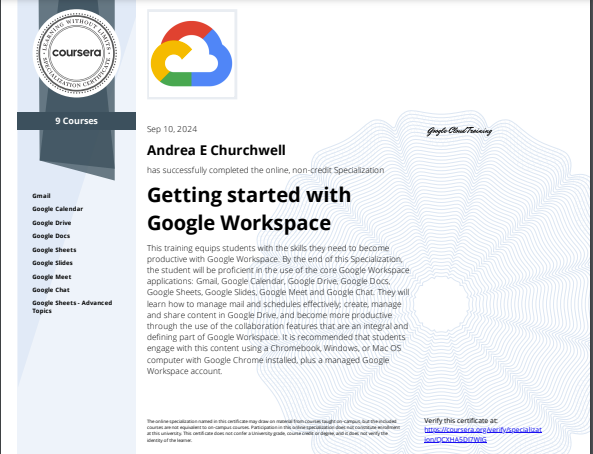 LEARNING WITHOUT LIMITS
coursera
SPECIALIZATION CERTIFICATE
9 Courses
Gmail
Google Calendar
Google Drive
Google Docs
Google Sheets
Google Slides
Google Meet
Google Chat
Google Sheets - Advanced
Topics
Google Cloud Training
Sep 10, 2024
Andrea E Churchwell
has successfully completed the online, non-credit Specialization
Getting started with
Google Workspace
This training equips students with the skills they need to become
productive with Google Workspace. By the end of this Specialization,
the student will be proficient in the use of the core Google Workspace
applications: Gmail, Google Calendar, Google Drive, Google Docs,
Google Sheets, Google Slides, Google Meet and Google Chat. They will
learn how to manage mail and schedules effectively; create, manage
and share content in Google Drive, and become more productive
through the use of the collaboration features that are an integral and
defining part of Google Workspace. It is recommended that students
engage with this content using a Chromebook, Windows, or Mac OS
computer with Google Chrome installed, plus a managed Google
Workspace account.
The online specialization named in this certificate may draw on material from courses taught on-campus, but the included
courses are not equivalent to on-campus courses. Participation in this online specialization does not constitute enrollment
at this university. This certificate does not confer a University grade, course credit or degree, and it does not verify the
identity of the learner.
Verify this certificate at:
https://coursera.org/verify/specializat
ion/QCXHA5DI7WIG